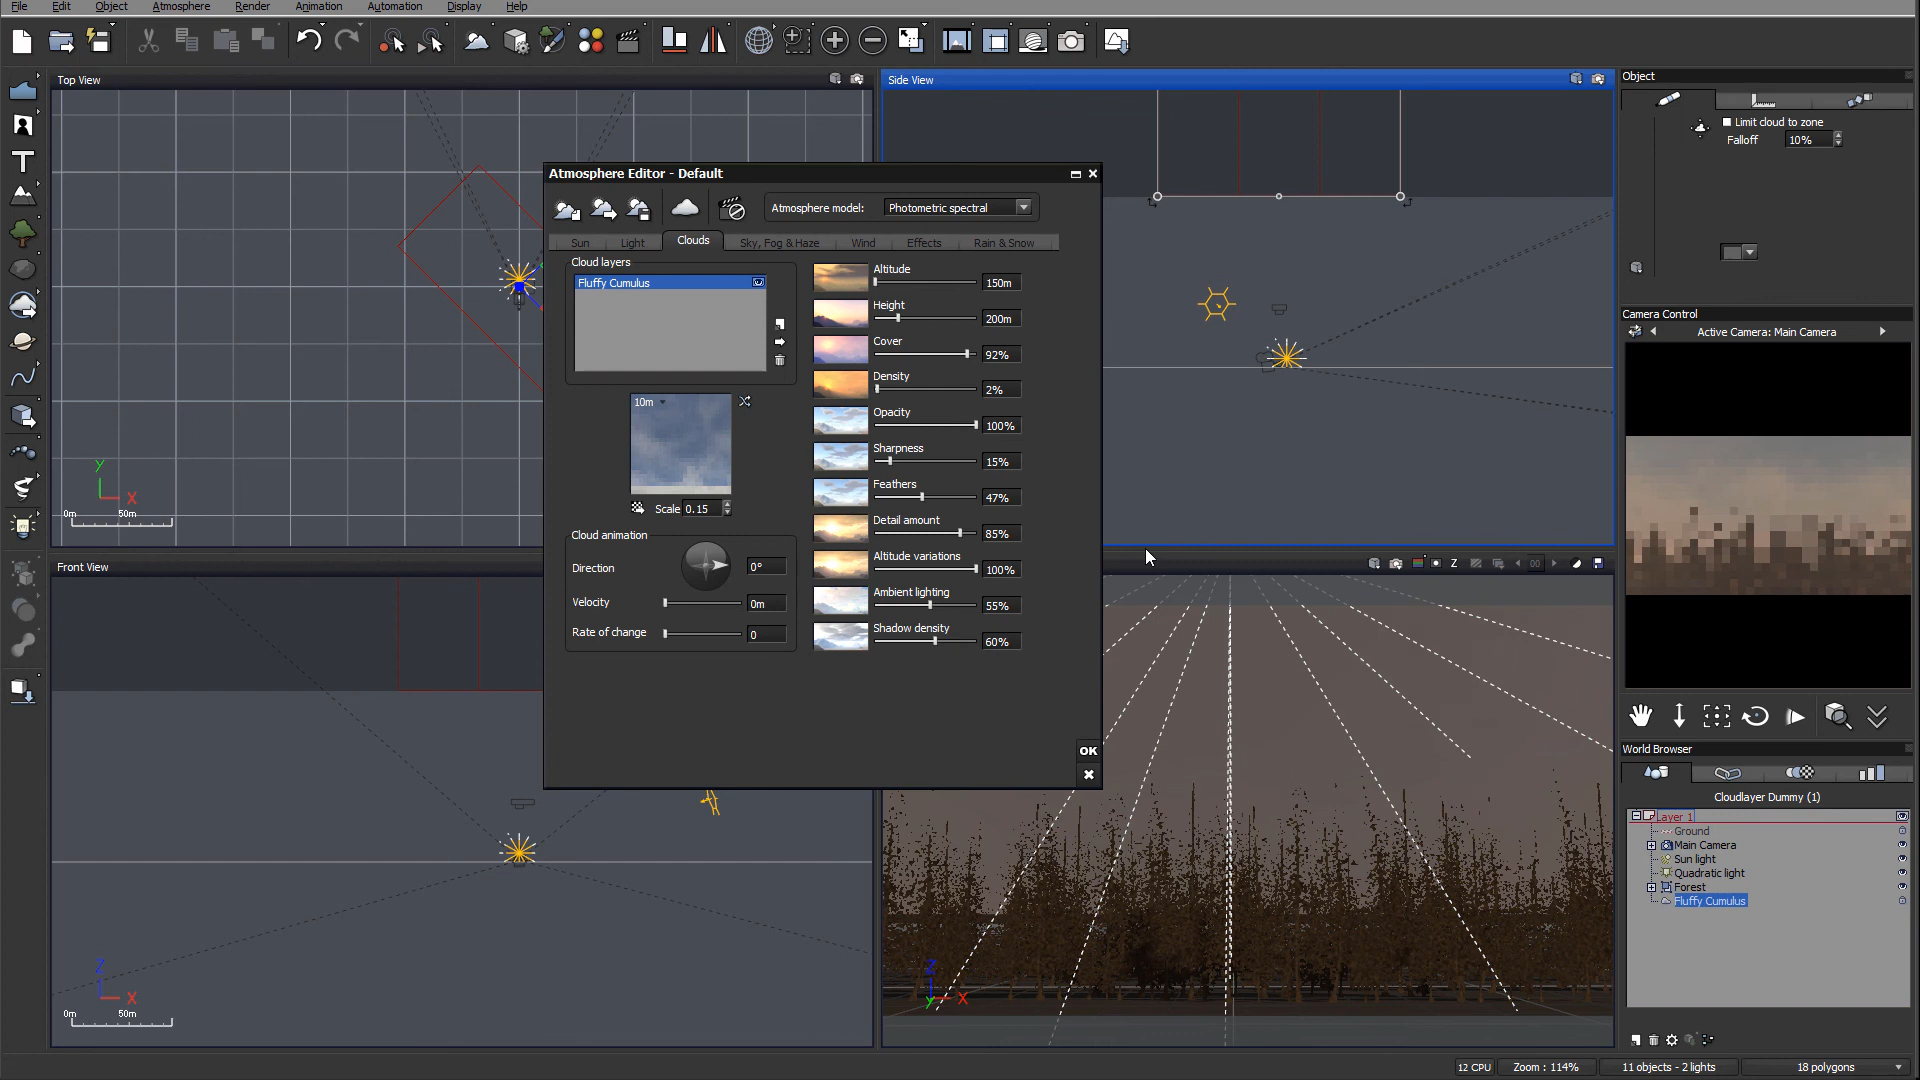 File Edit Object Atmosphere Render Animation Automation Display Help
Top View
Side View
Object
Limit cloud to zone
Falloff 10%
Atmosphere Editor - Default
Atmosphere model: Photometric spectral
Sun Light Clouds Sky, Fog & Haze Wind Effects Rain & Snow
Cloud layers
Fluffy Cumulus
Altitude
150m
Height
200m
Cover
92%
Density
2%
Opacity
100%
Sharpness
15%
Feathers
47%
Detail amount
85%
Altitude variations
100%
Ambient lighting
55%
Shadow density
60%
10m
Scale 0.15
Cloud animation
Direction 0°
Velocity 0m
Rate of change 0
OK
Y
X
0m 50m
Front View
Z
X
0m 50m
Z 00
Z
Y X
Camera Control
Active Camera: Main Camera
World Browser
Cloudlayer Dummy (1)
Layer 1
Ground
Main Camera
Sun light
Quadratic light
Forest
Fluffy Cumulus
12 CPU Zoom : 114% 11 objects - 2 lights 18 polygons